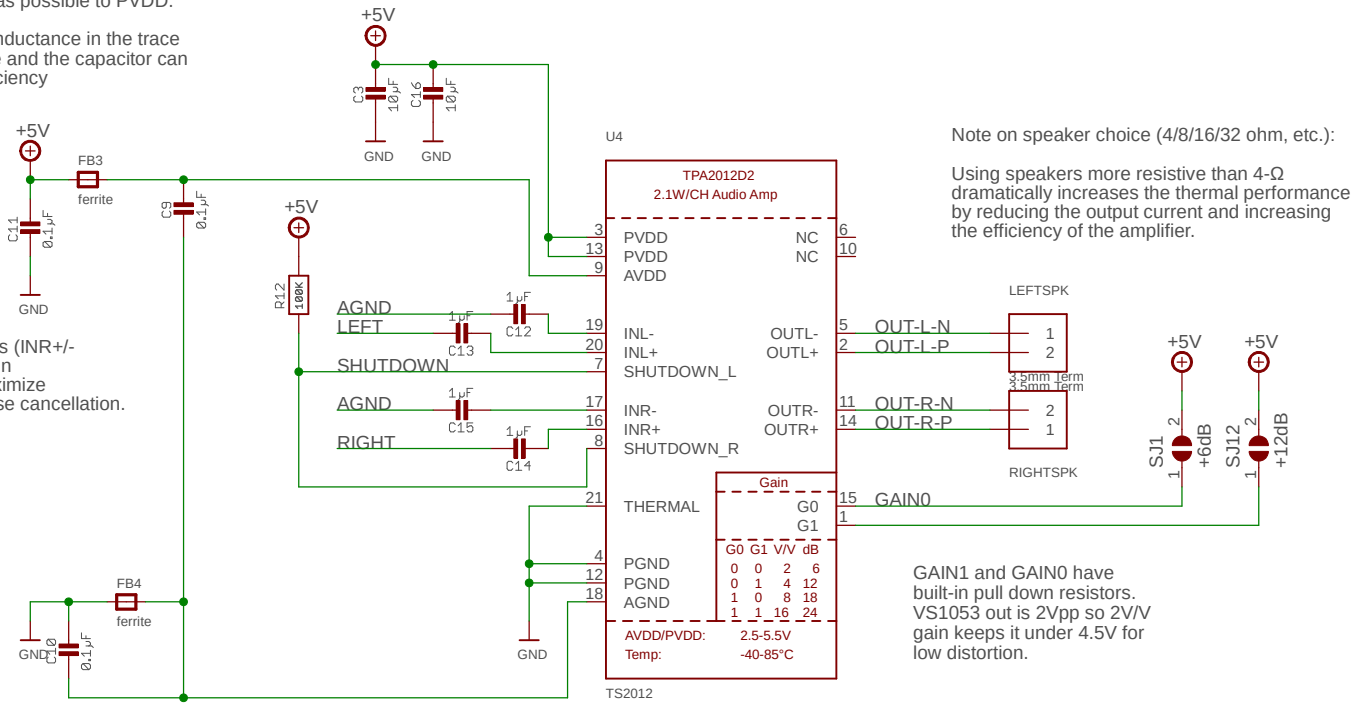 as possible to PVDD.
nductance in the trace
e and the capacitor can
ciency
+5V
C3
10µF
C16
10µF
GND
GND
+5V
FB3
ferrite
C11
0.1µF
GND
C9
0.1µF
+5V
R12
100K
s (INR+/-
n
ximize
se cancellation.
AGND
1µF
C12
LEFT
1µF
C13
SHUTDOWN
AGND
1µF
C15
RIGHT
1µF
C14
U4
TPA2012D2
2.1W/CH Audio Amp
3 PVDD
13 PVDD
9 AVDD
NC 6
NC 10
19 INL-
20 INL+
7 SHUTDOWN_L
17 INR-
16 INR+
8 SHUTDOWN_R
21 THERMAL
4 PGND
12 PGND
18 AGND
OUTL- 5 OUT-L-N
OUTL+ 2 OUT-L-P
OUTR- 11 OUT-R-N
OUTR+ 14 OUT-R-P
Gain
G0 15 GAIN0
G1 1
G0 G1 V/V dB
0 0 2 6
0 1 4 12
1 0 8 18
1 1 16 24
AVDD/PVDD: 2.5-5.5V
Temp: -40-85°C
TS2012
GND
FB4
ferrite
GND
C10
0.1µF
Note on speaker choice (4/8/16/32 ohm, etc.):
Using speakers more resistive than 4-Ω
dramatically increases the thermal performance
by reducing the output current and increasing
the efficiency of the amplifier.
LEFTSPK
1
2
3.5mm Term
3.5mm Term
2
1
RIGHTSPK
+5V
2
SJ1
+6dB
1
+5V
2
SJ12
+12dB
1
GAIN1 and GAIN0 have
built-in pull down resistors.
VS1053 out is 2Vpp so 2V/V
gain keeps it under 4.5V for
low distortion.